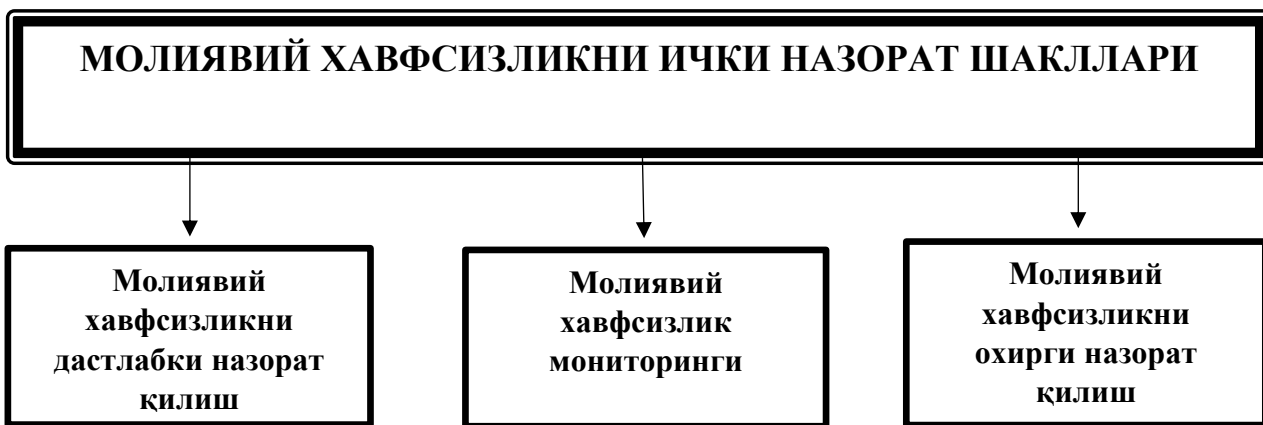 МОЛИЯВИЙ ХАВФСИЗЛИКНИ ИЧКИ НАЗОРАТ ШАКЛЛАРИ
Молиявий
хавфсизликни
дастлабки назорат
қилиш
Молиявий
хавфсизлик
мониторинги
Молиявий
хавфсизликни
охирги назорат
қилиш